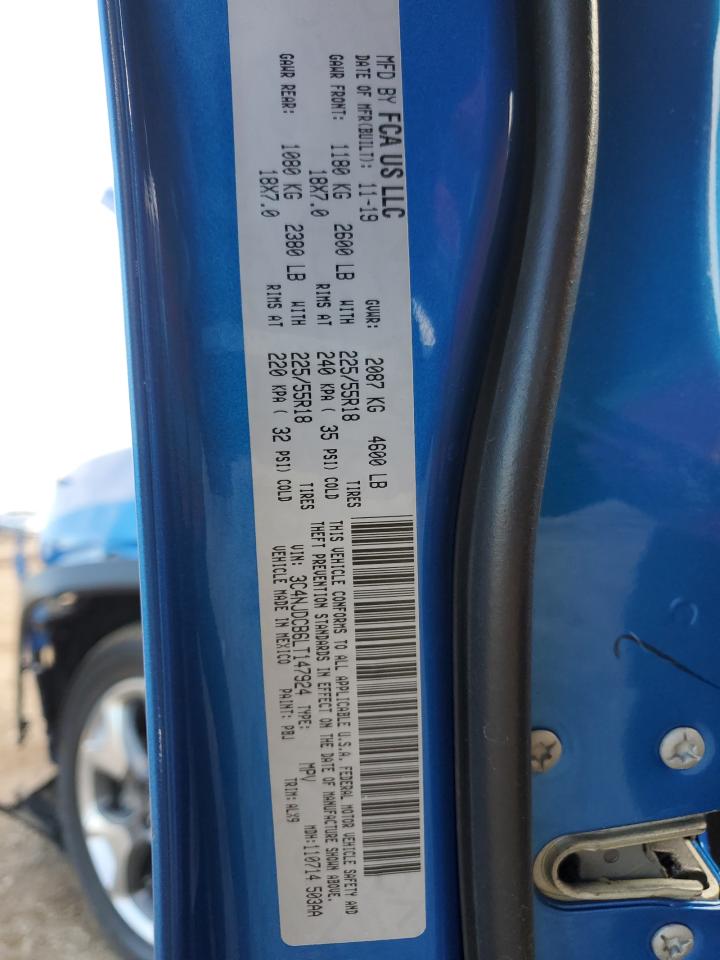 MFD BY FCA US LLC
DATE OF MFR(BUILT): 11-19 GVWR: 2087 KG 4600 LB
GAWR FRONT: 1180 KG 2600 LB WITH 225/55R18 TIRES
18X7.0 RIMS AT 240 KPA ( 35 PSI) COLD
GAWR REAR: 1080 KG 2380 LB WITH 225/55R18 TIRES
18X7.0 RIMS AT 220 KPA ( 32 PSI) COLD
THIS VEHICLE CONFORMS TO ALL APPLICABLE U.S.A. FEDERAL MOTOR VEHICLE SAFETY AND
THEFT PREVENTION STANDARDS IN EFFECT ON THE DATE OF MANUFACTURE SHOWN ABOVE.
VIN: 3C4NJDCB6LT147924 TYPE: MPV MDH: 110714 503AA
VEHICLE MADE IN MEXICO PAINT: PBJ TRIM: ALX9